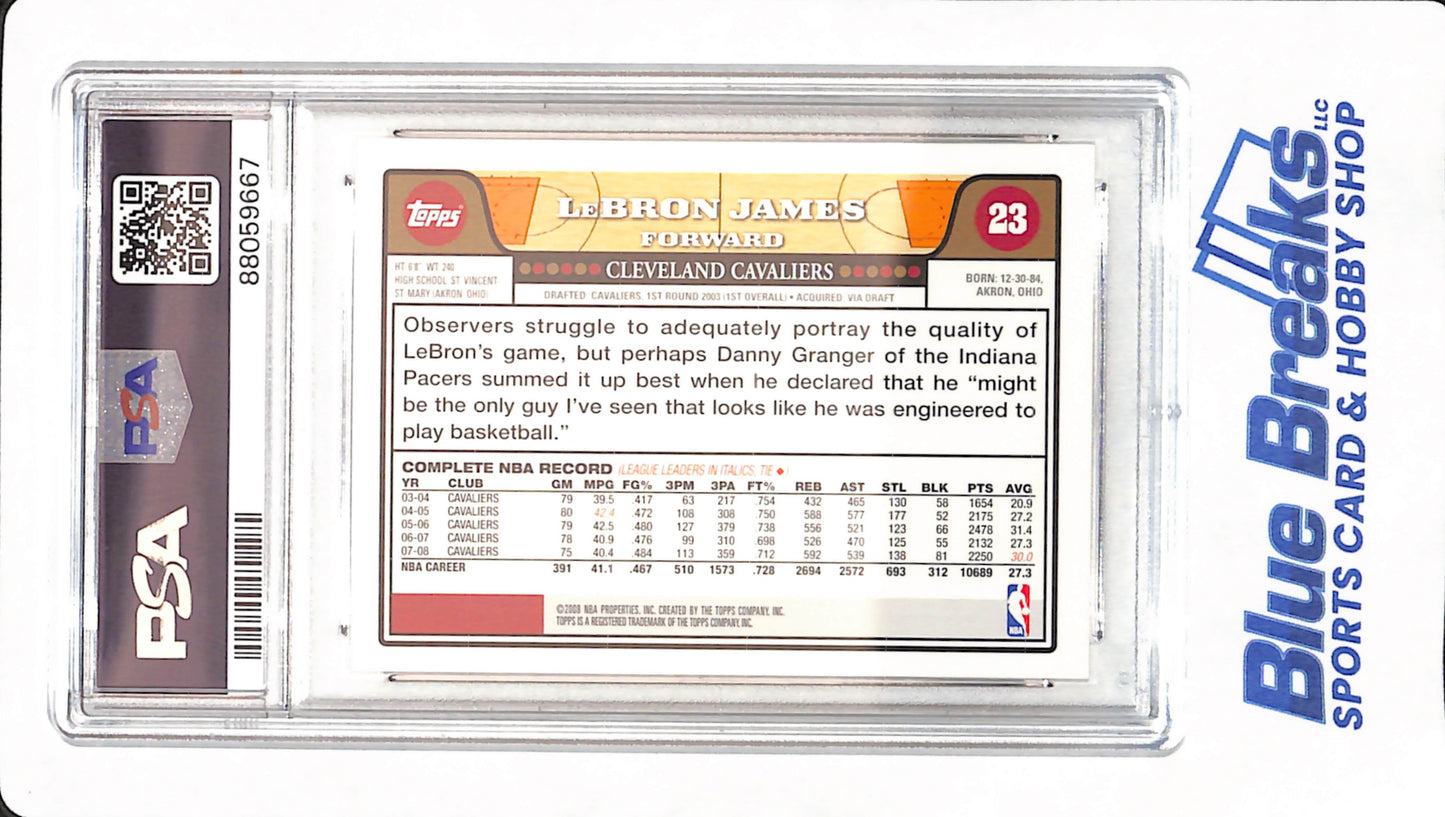 88059667
PSA
PSA
Topps
LeBRON JAMES
FORWARD
23
CLEVELAND CAVALIERS
HT 6'8" WT 240
HIGH SCHOOL ST VINCENT
ST MARY (AKRON, OHIO)
DRAFTED CAVALIERS 1ST ROUND 2003 (1ST OVERALL) • ACQUIRED VIA DRAFT
BORN: 12-30-84,
AKRON, OHIO
Observers struggle to adequately portray the quality of
LeBron's game, but perhaps Danny Granger of the Indiana
Pacers summed it up best when he declared that he “might
be the only guy I've seen that looks like he was engineered to
play basketball.”
COMPLETE NBA RECORD (LEAGUE LEADERS IN ITALICS, TIE ♦)
YR CLUB GM MPG FG% 3PM 3PA FT% REB AST STL BLK PTS AVG
03-04 CAVALIERS 79 39.5 .417 63 217 .754 432 465 130 58 1654 20.9
04-05 CAVALIERS 80 42.4 .472 108 308 .750 588 577 177 52 2175 27.2
05-06 CAVALIERS 79 42.5 .480 127 379 .738 556 521 123 66 2478 31.4
06-07 CAVALIERS 78 40.9 .476 99 310 .698 526 470 125 55 2132 27.3
07-08 CAVALIERS 75 40.4 .484 113 359 .712 592 539 138 81 2250 30.0
NBA CAREER 391 41.1 .467 510 1573 .728 2694 2572 693 312 10689 27.3
©2008 NBA PROPERTIES, INC. CREATED BY THE TOPPS COMPANY, INC.
TOPPS IS A REGISTERED TRADEMARK OF THE TOPPS COMPANY, INC.
NBA
Blue Breaks LLC
SPORTS CARD & HOBBY SHOP